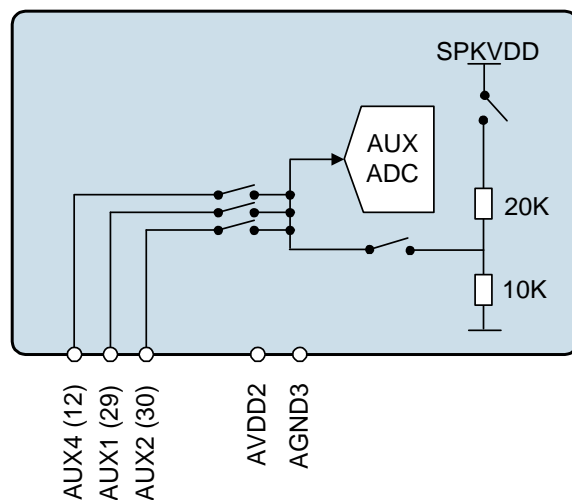 SPKVDD
AUX
ADC
20K
10K
AUX4 (12)
AUX1 (29)
AUX2 (30)
AVDD2
AGND3